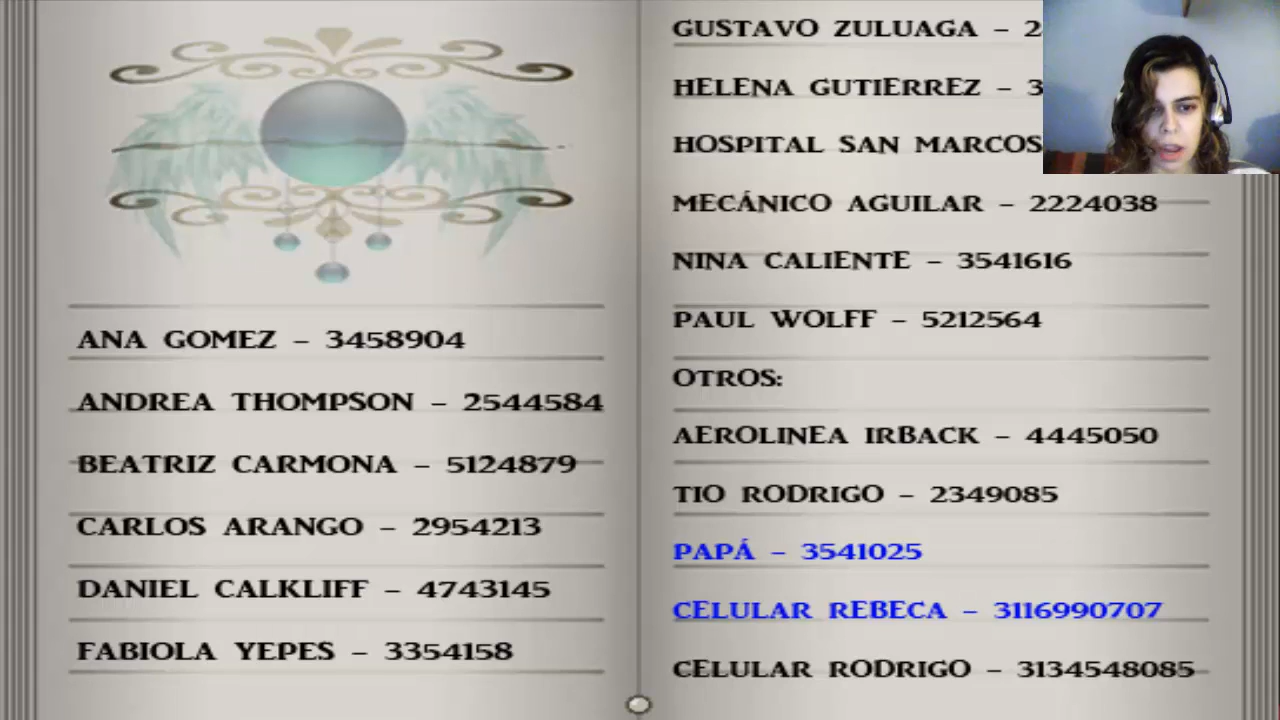 ANA GOMEZ – 3458904
ANDREA THOMPSON – 2544584
BEATRIZ CARMONA – 5124879
CARLOS ARANGO – 2954213
DANIEL CALKLIFF – 4743145
FABIOLA YEPES – 3354158
GUSTAVO ZULUAGA – 2
HELENA GUTIERREZ – 3
HOSPITAL SAN MARCOS
MECÁNICO AGUILAR – 2224038
NINA CALIENTE – 3541616
PAUL WOLFF – 5212564
OTROS:
AEROLINEA IRBACK – 4445050
TIO RODRIGO – 2349085
PAPÁ – 3541025
CELULAR REBECA – 3116990707
CELULAR RODRIGO – 3134548085